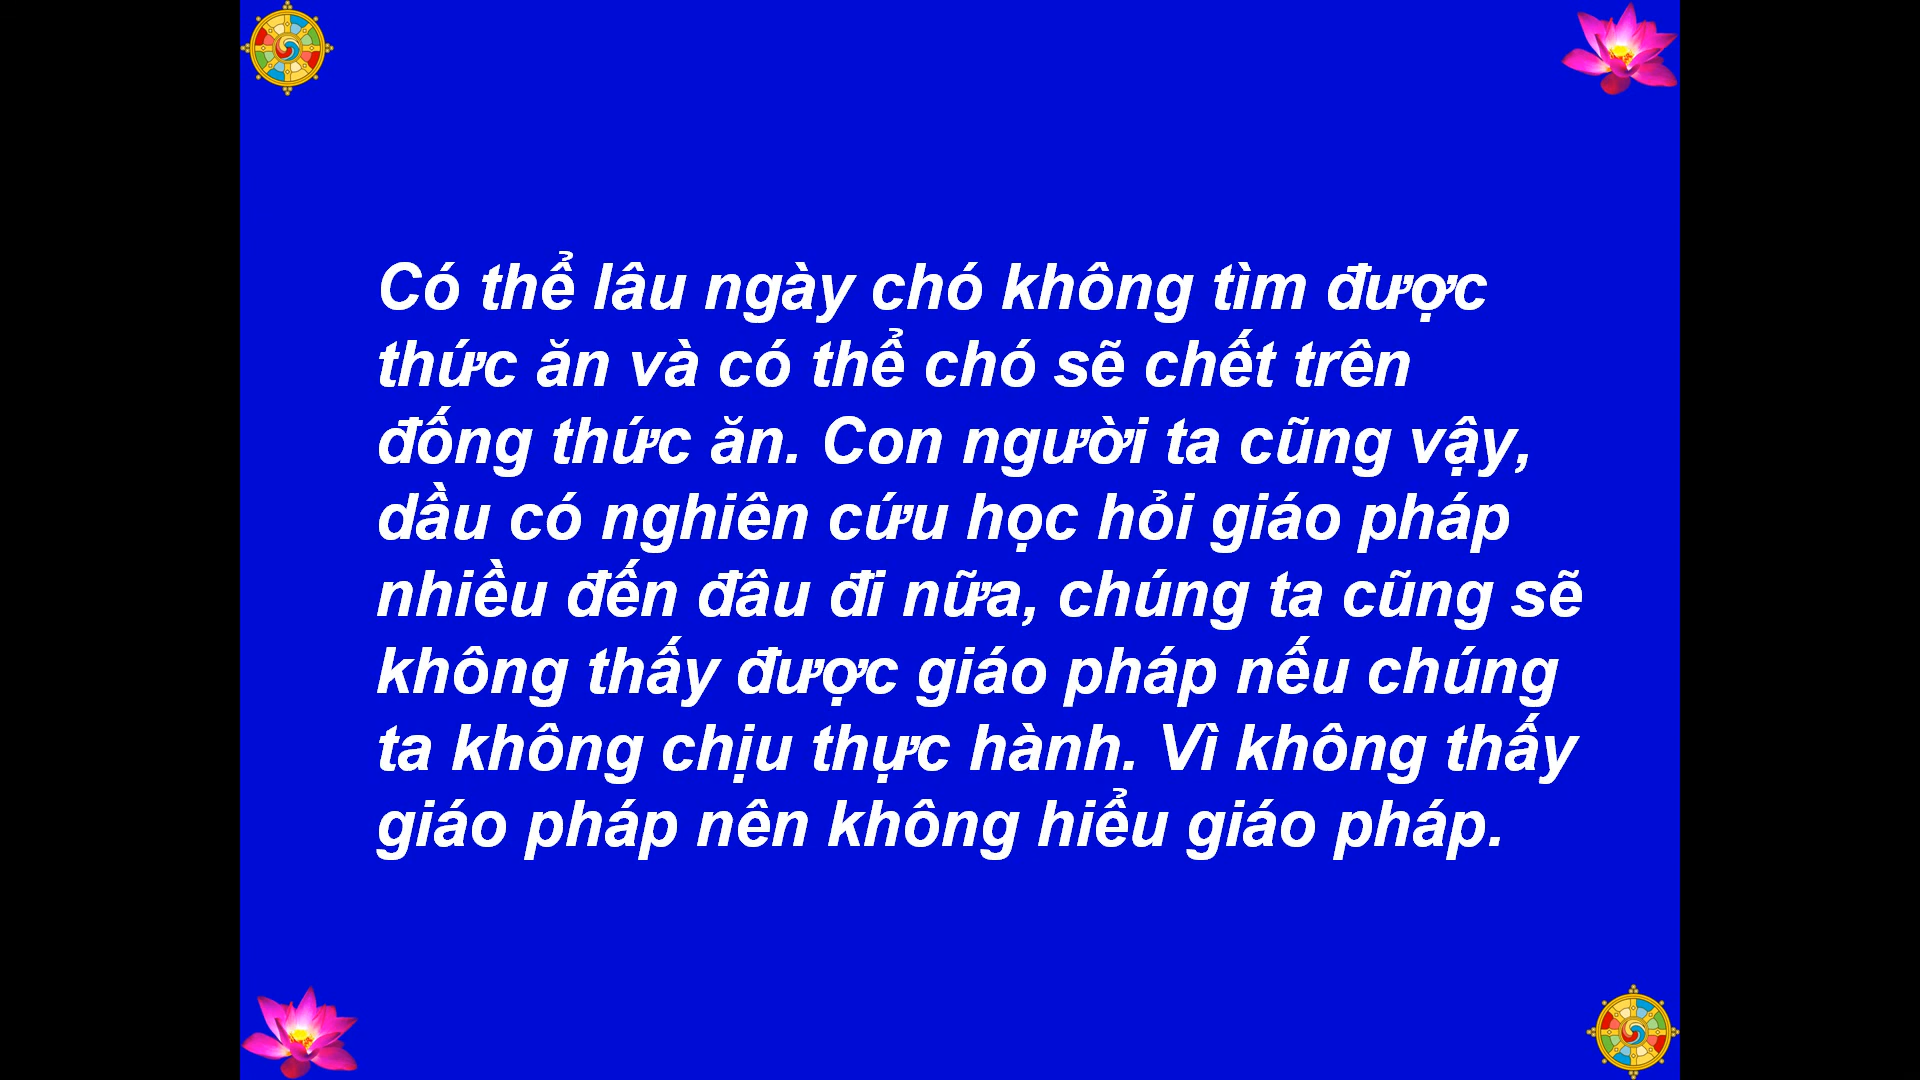 Có thể lâu ngày chó không tìm được
thức ăn và có thể chó sẽ chết trên
đống thức ăn. Con người ta cũng vậy,
dầu có nghiên cứu học hỏi giáo pháp
nhiều đến đâu đi nữa, chúng ta cũng sẽ
không thấy được giáo pháp nếu chúng
ta không chịu thực hành. Vì không thấy
giáo pháp nên không hiểu giáo pháp.